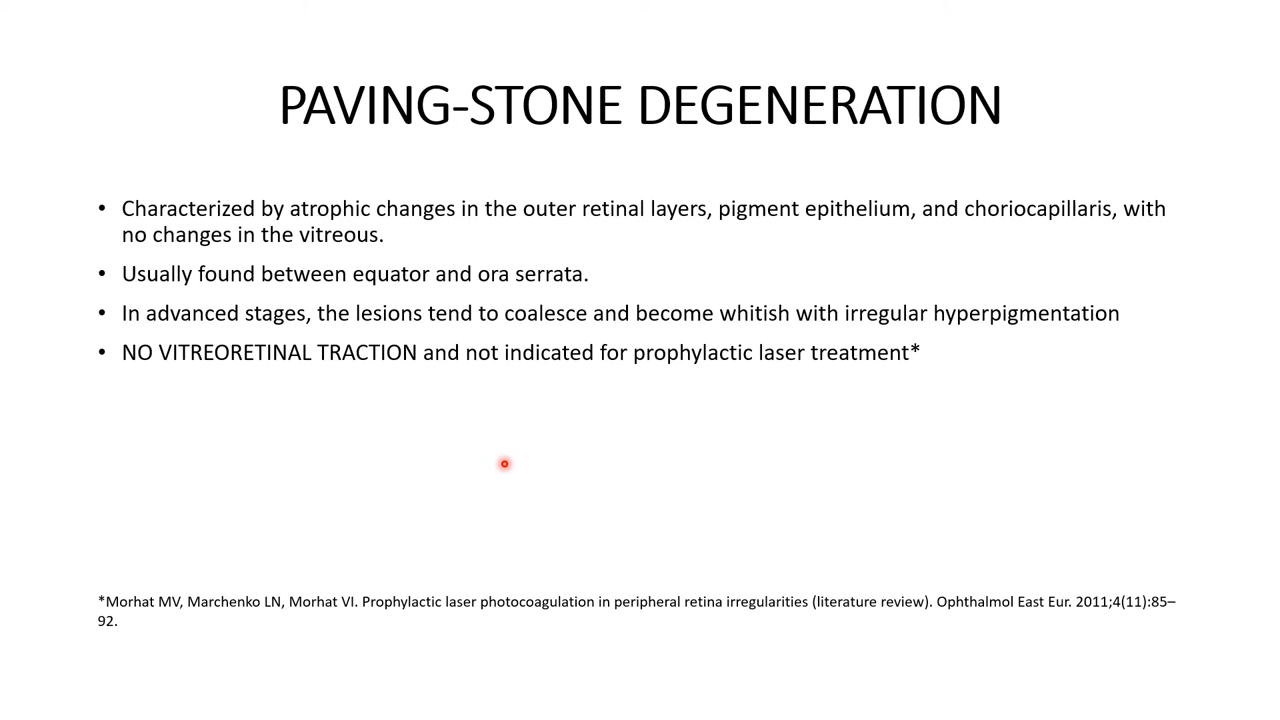 PAVING-STONE DEGENERATION
• Characterized by atrophic changes in the outer retinal layers, pigment epithelium, and choriocapillaris, with
no changes in the vitreous.
• Usually found between equator and ora serrata.
• In advanced stages, the lesions tend to coalesce and become whitish with irregular hyperpigmentation
• NO VITREORETINAL TRACTION and not indicated for prophylactic laser treatment*
*Morhat MV, Marchenko LN, Morhat VI. Prophylactic laser photocoagulation in peripheral retina irregularities (literature review). Ophthalmol East Eur. 2011;4(11):85–
92.